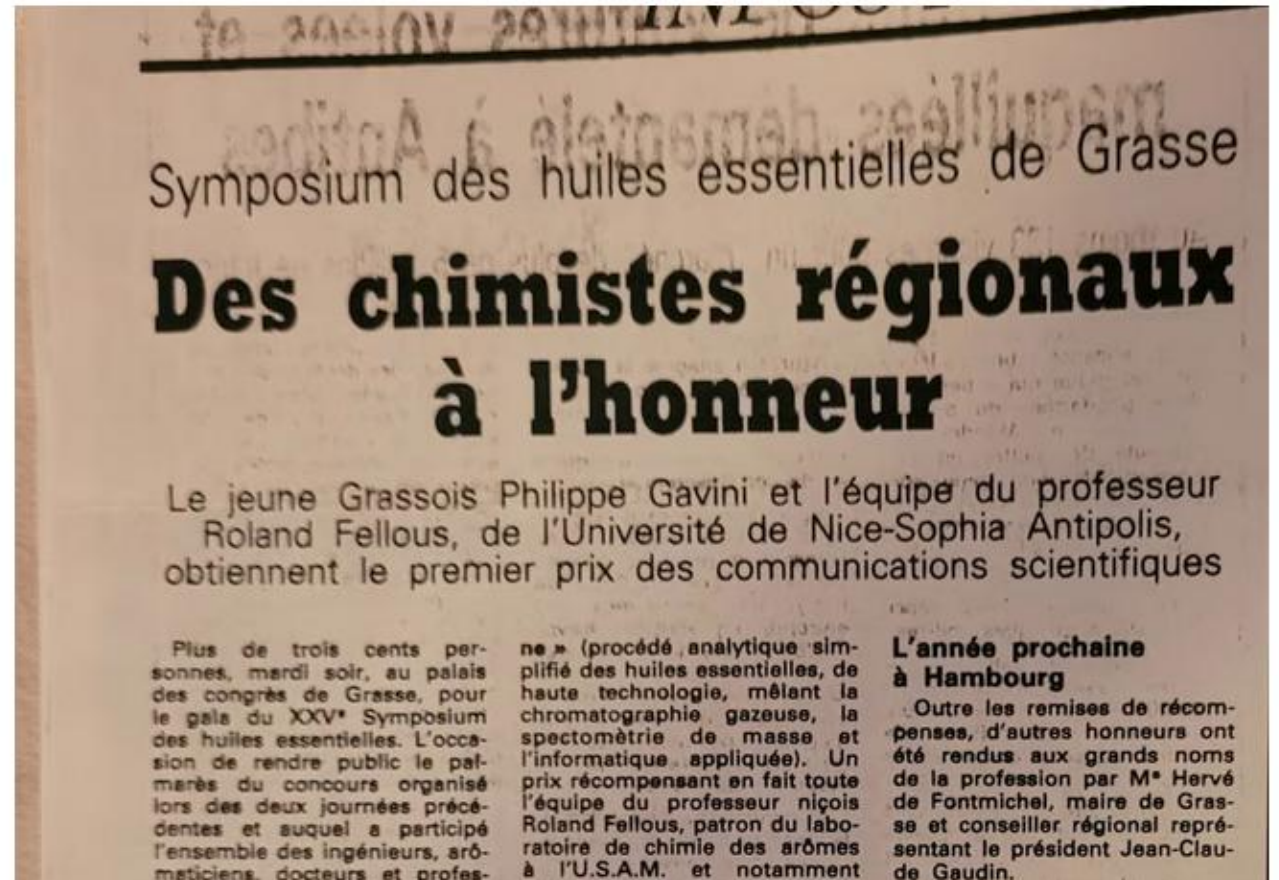 Symposium des huiles essentielles de Grasse
Des chimistes régionaux
à l'honneur
Le jeune Grassois Philippe Gavini et l'équipe du professeur
Roland Fellous, de l'Université de Nice-Sophia Antipolis,
obtiennent le premier prix des communications scientifiques
Plus de trois cents per-
sonnes, mardi soir, au palais
des congrès de Grasse, pour
le gala du XXVe Symposium
des huiles essentielles. L'occa-
sion de rendre public le pal-
marès du concours organisé
lors des deux journées précé-
dentes et auquel a participé
l'ensemble des ingénieurs, arô-
maticiens, docteurs et profes-
ne » (procédé analytique sim-
plifié des huiles essentielles, de
haute technologie, mêlant la
chromatographie gazeuse, la
spectomètrie de masse et
l'informatique appliquée). Un
prix récompensant en fait toute
l'équipe du professeur niçois
Roland Fellous, patron du labo-
ratoire de chimie des arômes
à l'U.S.A.M. et notamment
L'année prochaine
à Hambourg
Outre les remises de récom-
penses, d'autres honneurs ont
été rendus aux grands noms
de la profession par Me Hervé
de Fontmichel, maire de Gras-
se et conseiller régional repré-
sentant le président Jean-Clau-
de Gaudin.